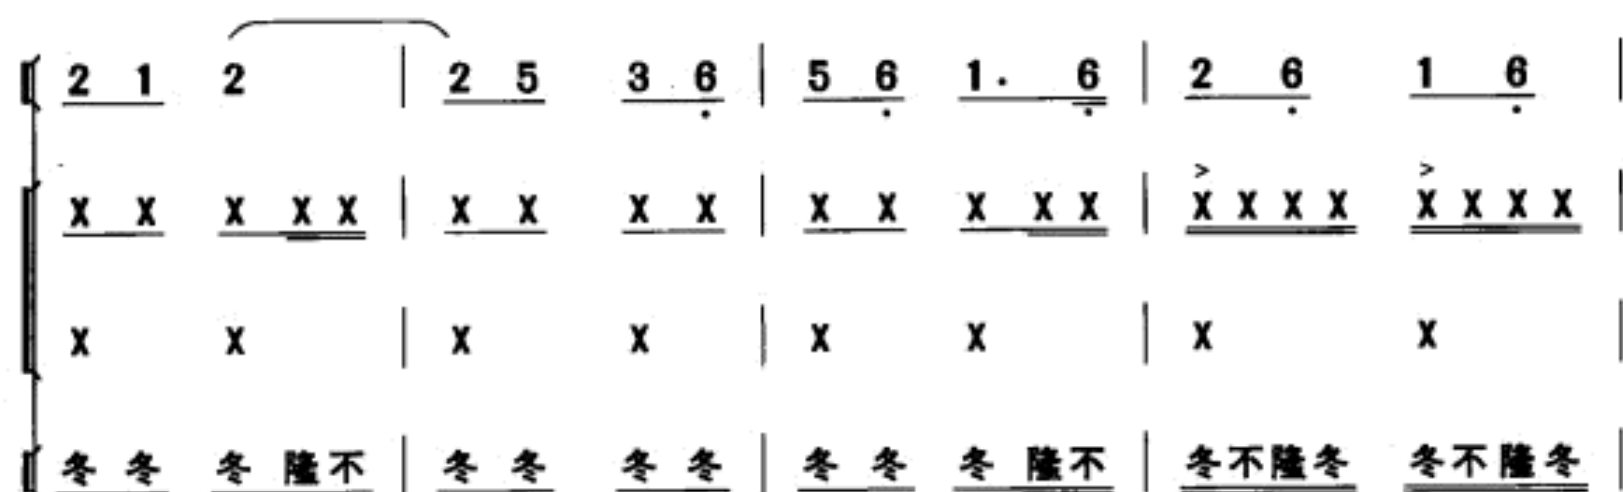 2 1 2 | 2 5 3 6 | 5 6 1· 6 | 2 6 1 6 |
X X X X X | X X X X | X X X X X | X X X X X X X X |
X X | X X | X X | X X |
冬 冬 冬 隆 不 | 冬 冬 冬 冬 | 冬 冬 冬 隆 不 | 冬 不 隆 冬 冬 不 隆 冬 |